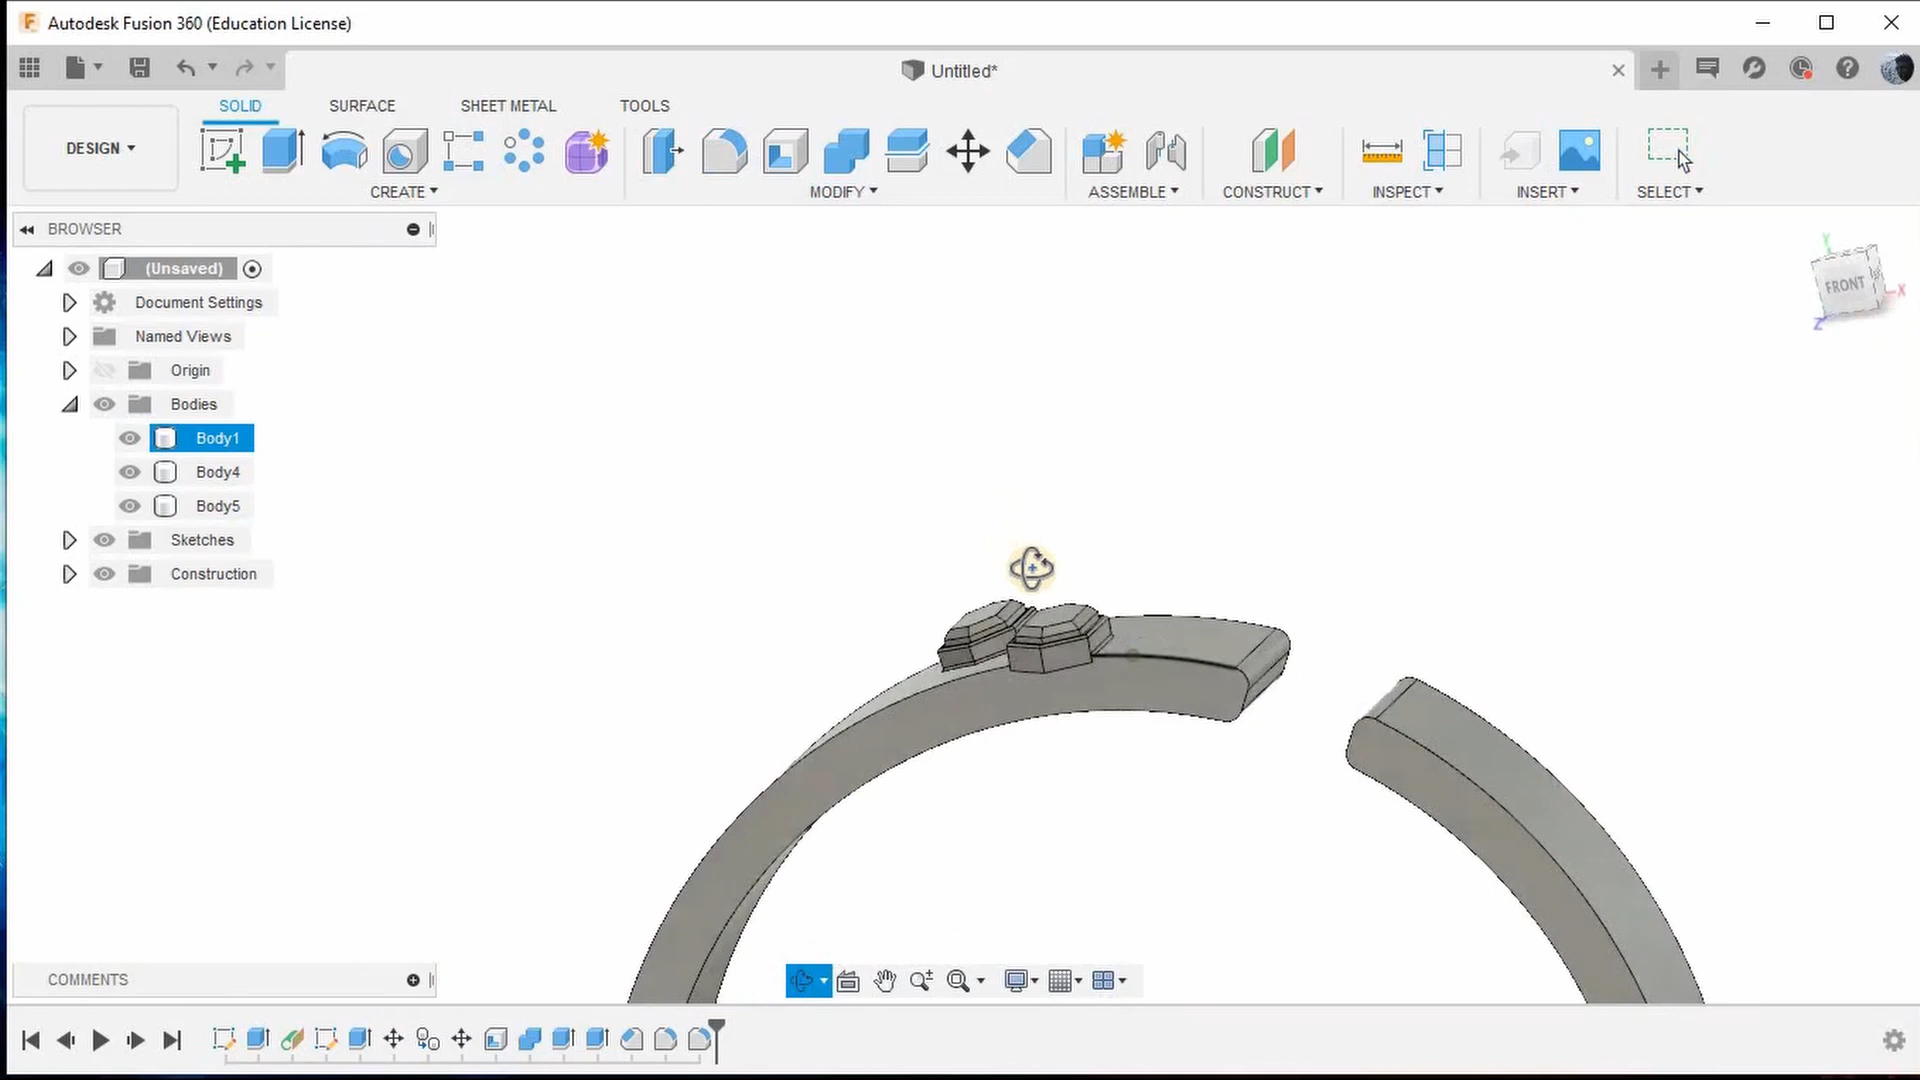 Autodesk Fusion 360 (Education License)
Untitled*
SOLID SURFACE SHEET METAL TOOLS
DESIGN
CREATE MODIFY ASSEMBLE CONSTRUCT INSPECT INSERT SELECT
BROWSER
(Unsaved)
Document Settings
Named Views
Origin
Bodies
Body1
Body4
Body5
Sketches
Construction
Y
FRONT
X
Z
COMMENTS